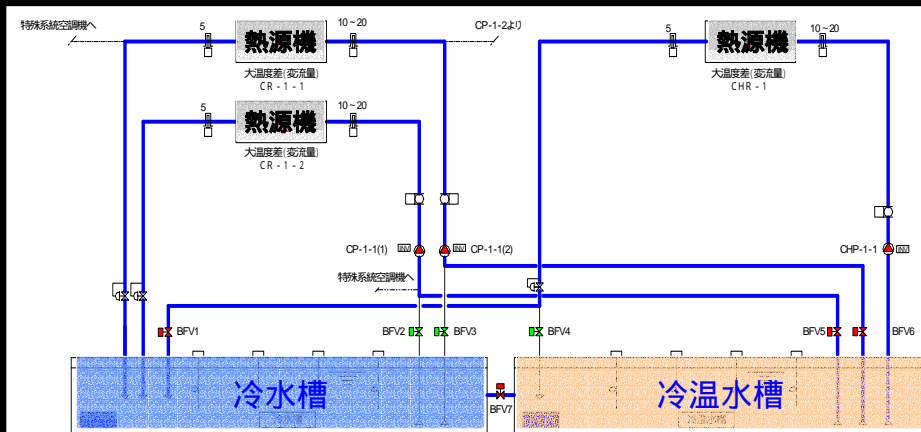 特殊系統空調機へ
5
10~20
CP-1-2より
5
10~20
熱源機
熱源機
大温度差(変流量)
CR-1-1
大温度差(変流量)
CHR-1
5
10~20
熱源機
大温度差(変流量)
CR-1-2
CP-1-1(1)
INV
INV
CP-1-1(2)
CHP-1-1
INV
特殊系統空調機へ
BFV1
BFV2
BFV3
BFV4
BFV5
BFV6
冷水槽
冷温水槽
BFV7